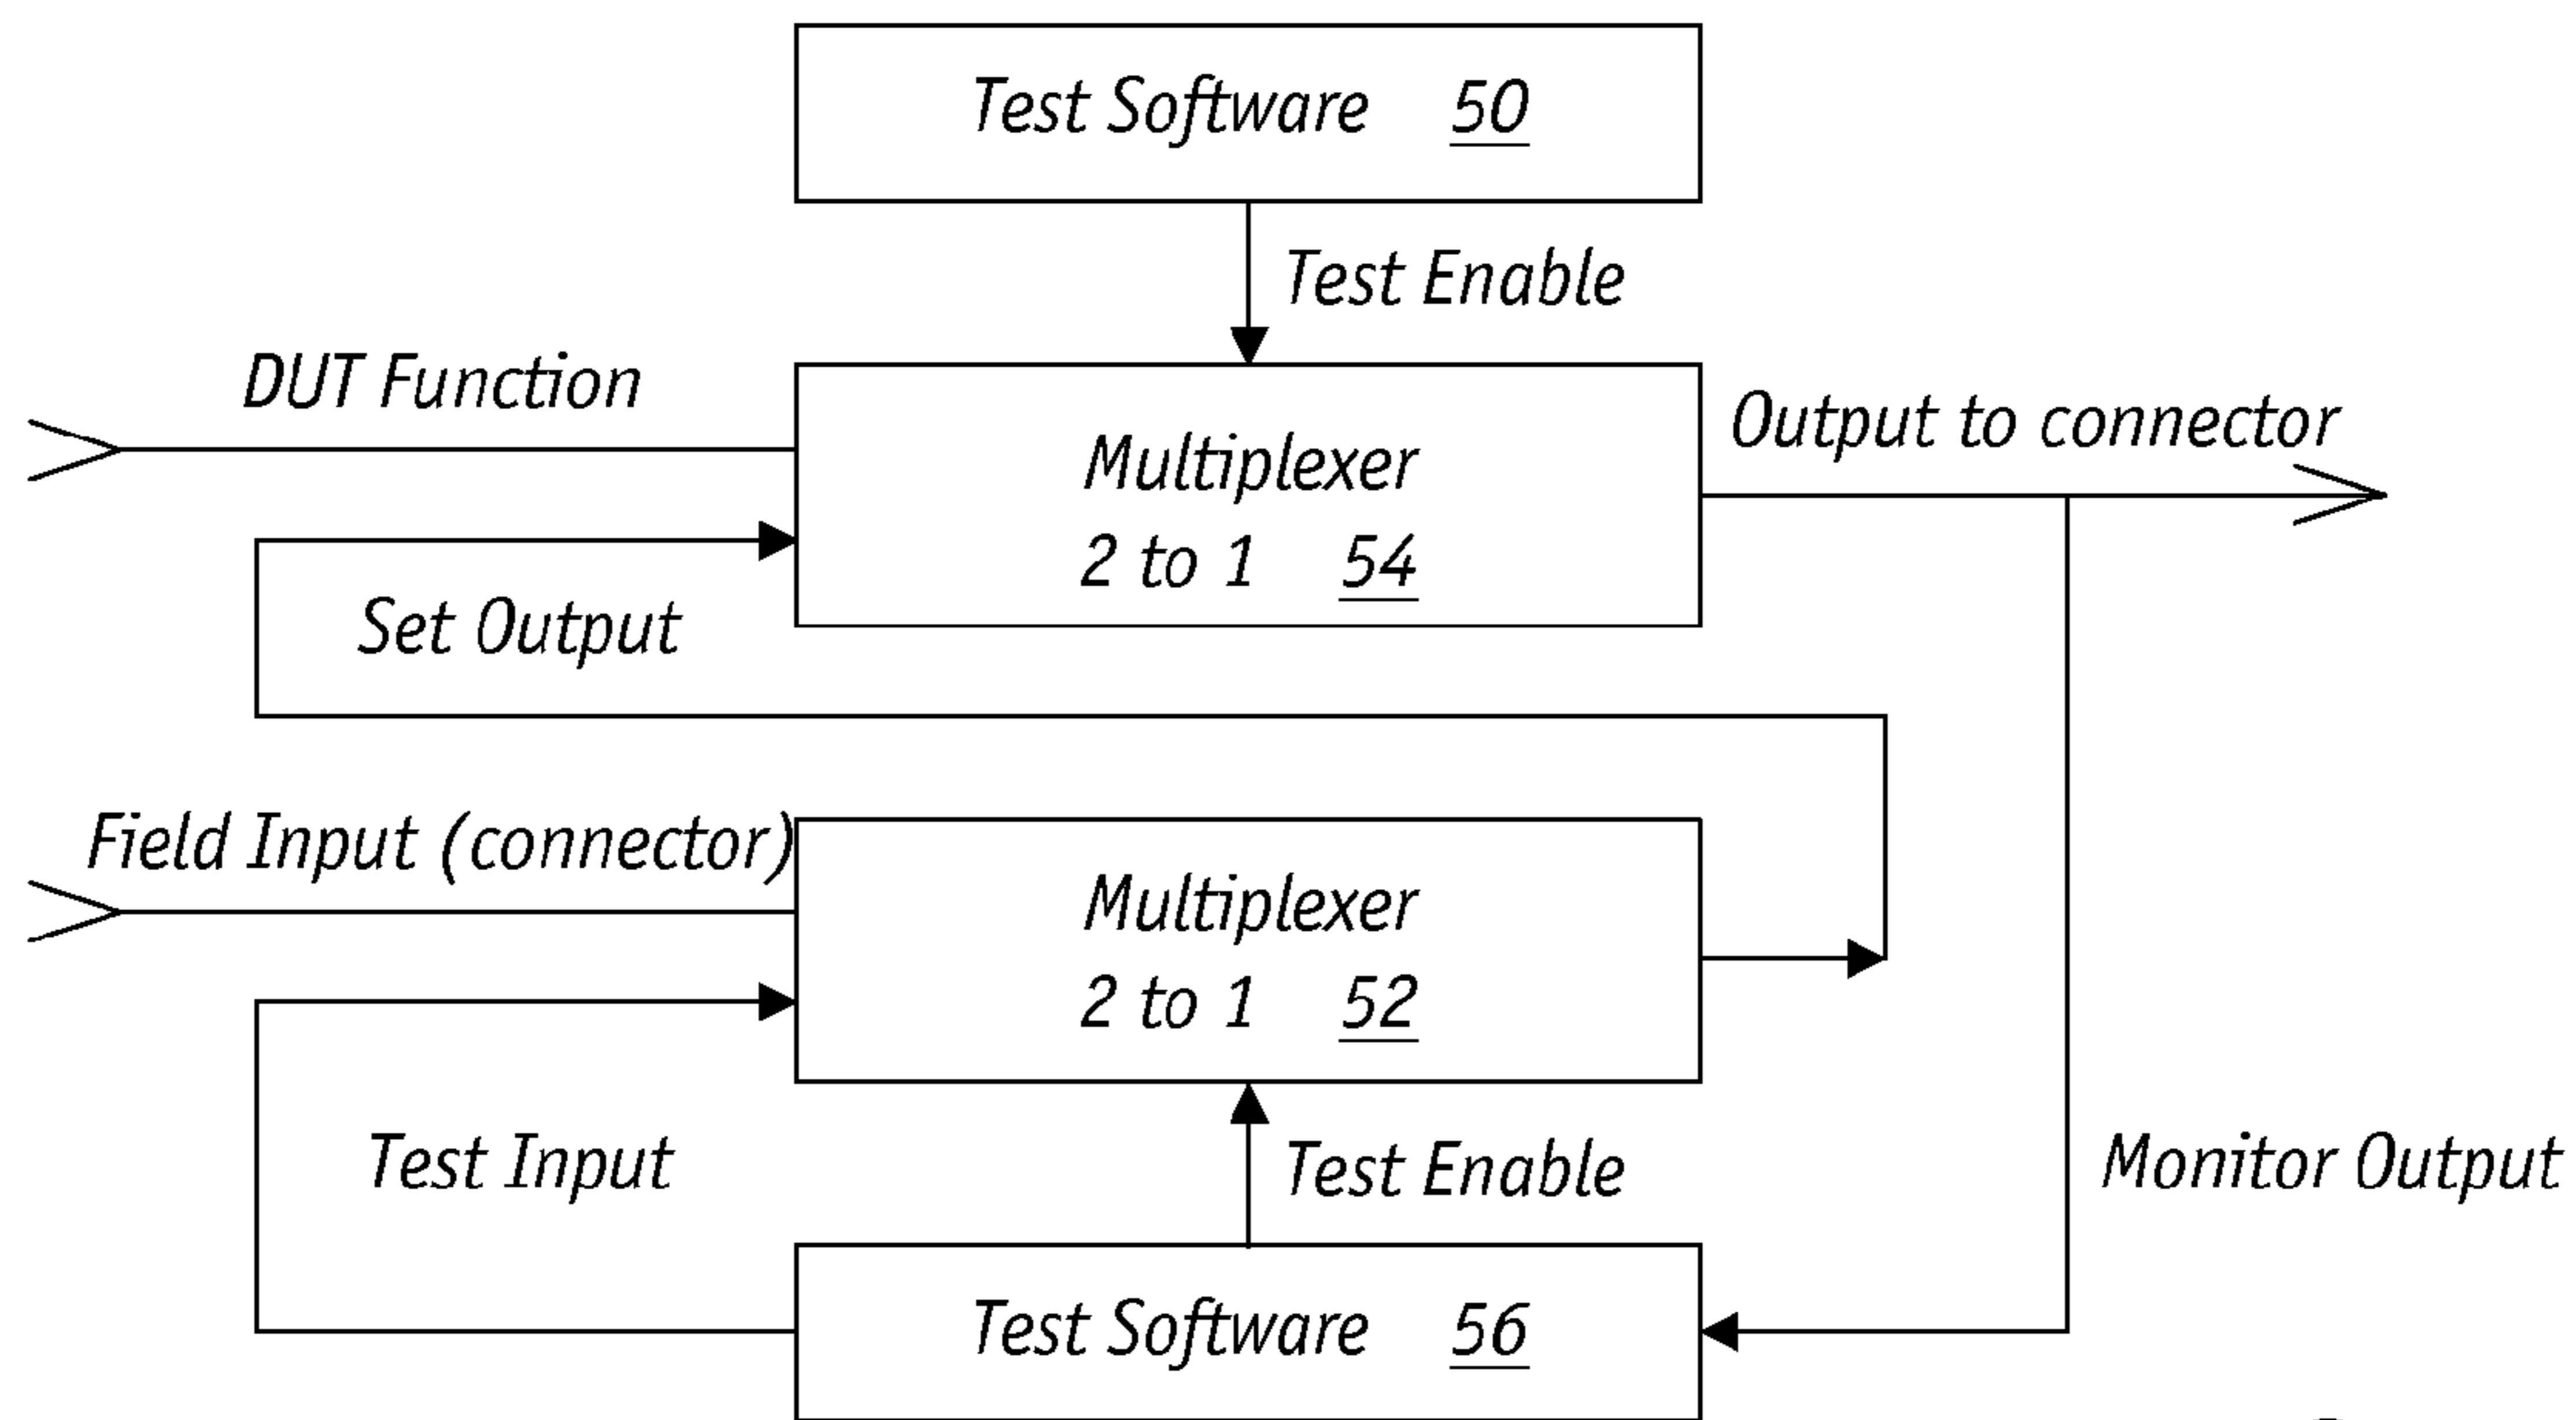 Test Software 50
Test Enable
DUT Function
Output to connector
Multiplexer
2 to 1 54
Set Output
Field Input (connector)
Multiplexer
2 to 1 52
Test Input
Test Enable
Monitor Output
Test Software 56